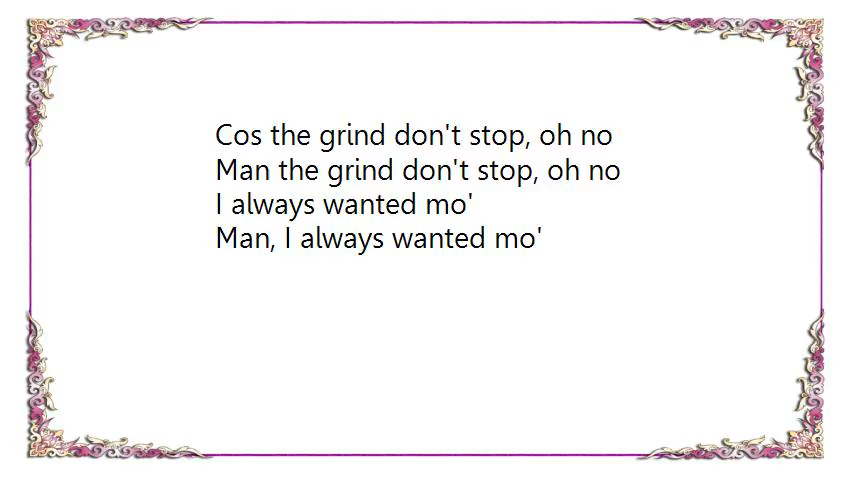 Cos the grind don't stop, oh no
Man the grind don't stop, oh no
I always wanted mo'
Man, I always wanted mo'